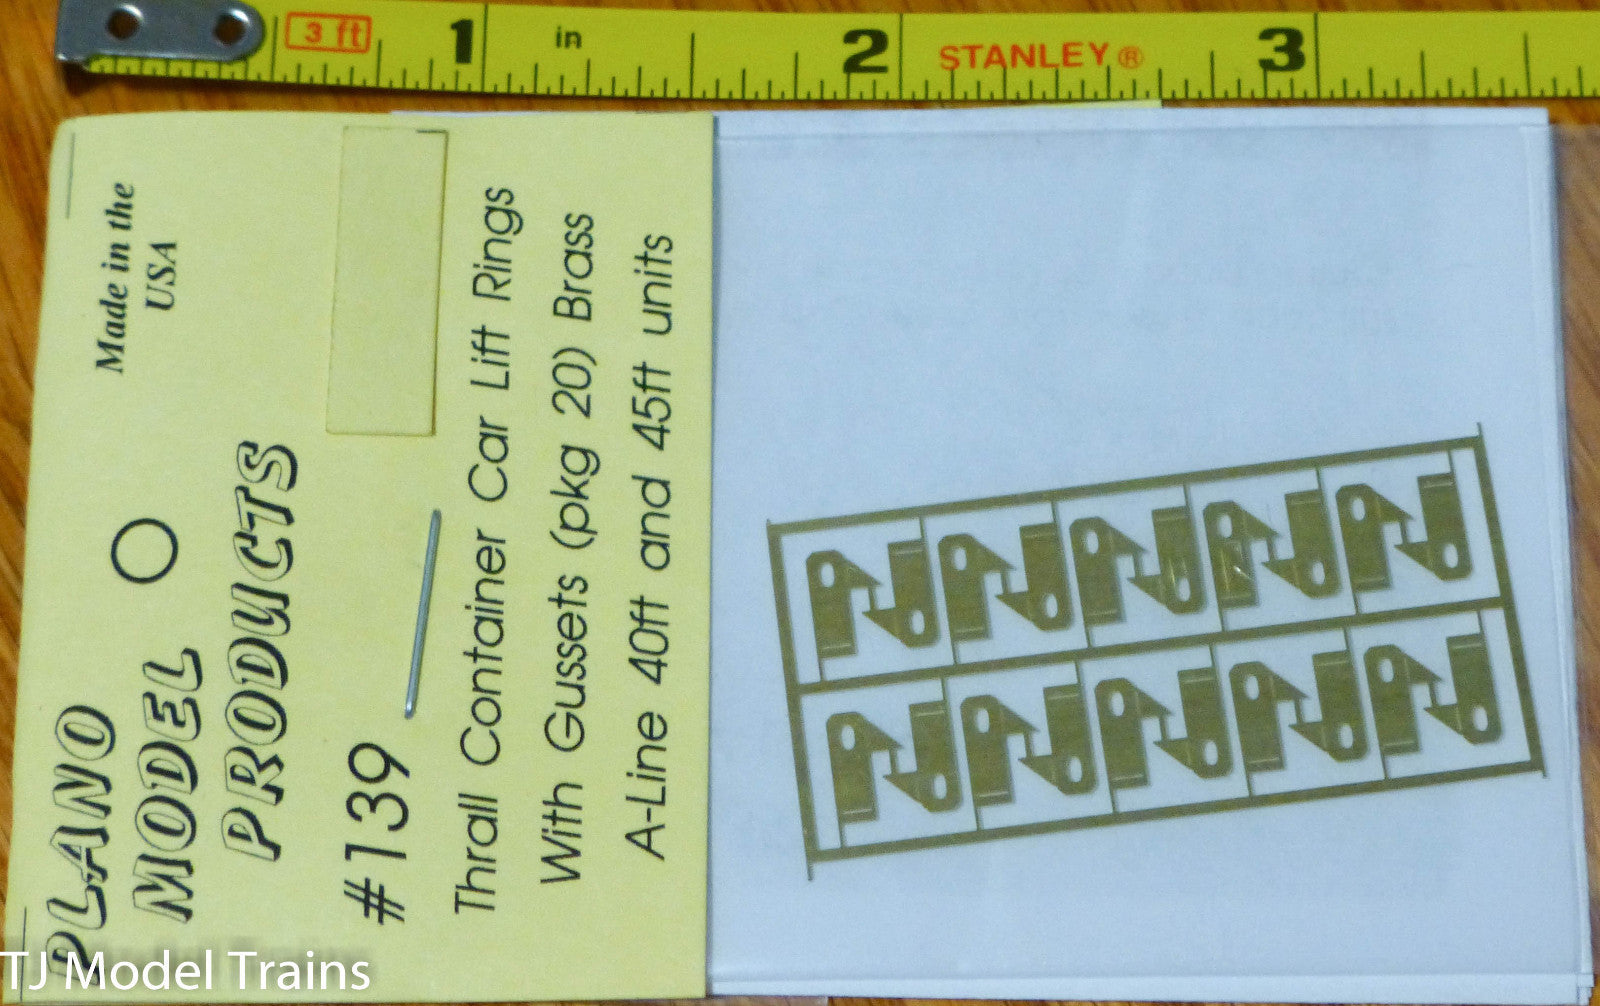 3 ft 1 in 2 STANLEY® 3
Made in the
USA
PLANO
MODEL
PRODUCTS
#139
Thrall Container Car Lift Rings
With Gussets (pkg 20) Brass
A-Line 40ft and 45ft units
TJ Model Trains